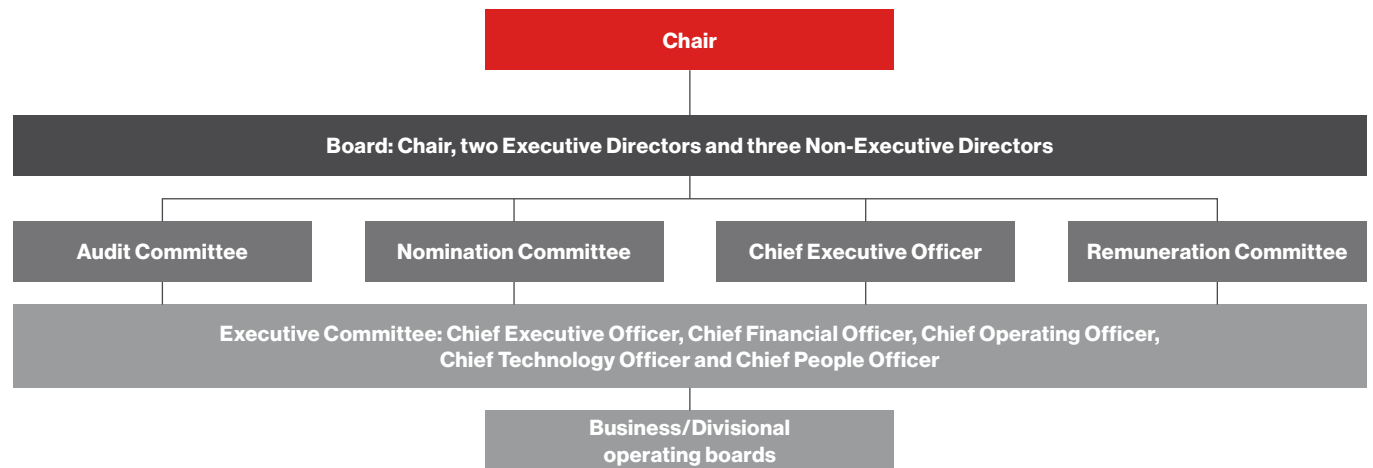 Chair
Board: Chair, two Executive Directors and three Non-Executive Directors
Audit Committee
Nomination Committee
Chief Executive Officer
Remuneration Committee
Executive Committee: Chief Executive Officer, Chief Financial Officer, Chief Operating Officer,
Chief Technology Officer and Chief People Officer
Business/Divisional
operating boards